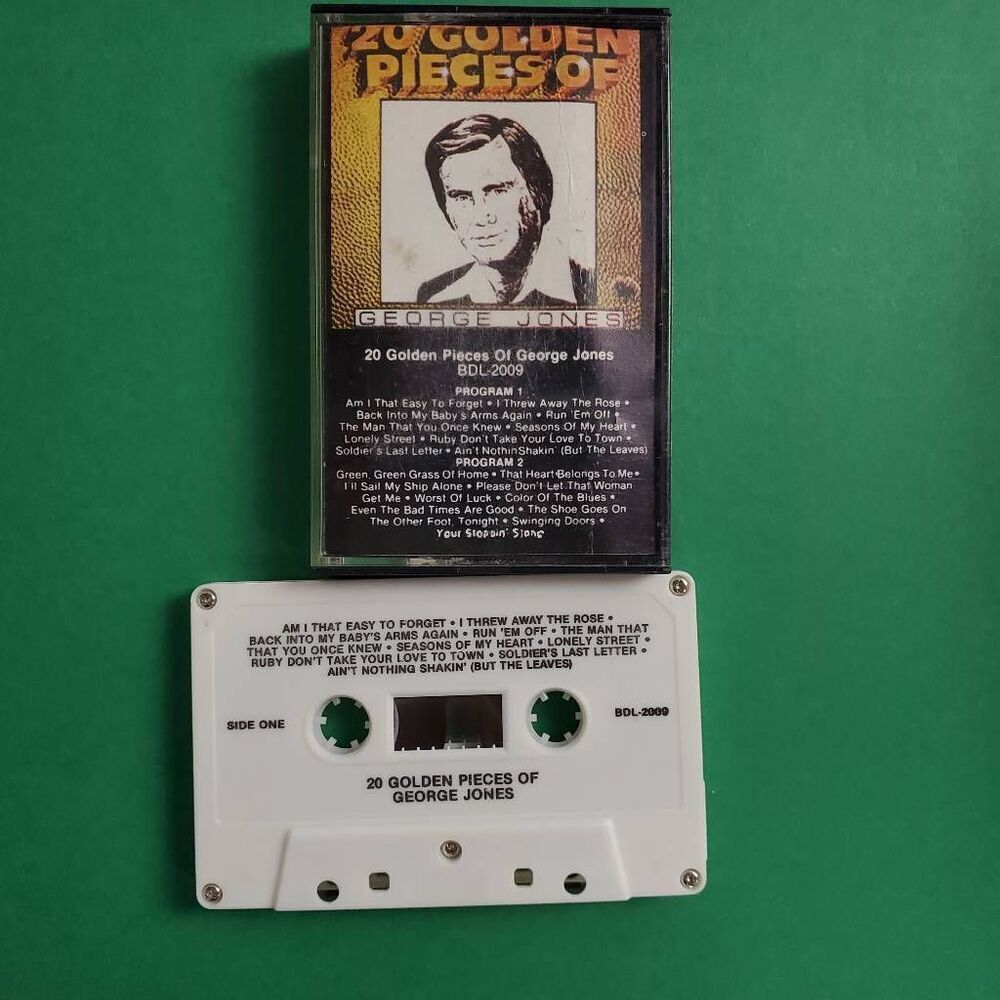 20 GOLDEN
PIECES OF
GEORGE JONES
20 Golden Pieces Of George Jones
BDL-2009
PROGRAM 1
Am I That Easy To Forget • I Threw Away The Rose •
Back Into My Baby's Arms Again • Run 'Em Off •
The Man That You Once Knew • Seasons Of My Heart •
Lonely Street • Ruby Don't Take Your Love To Town •
Soldier's Last Letter • Ain't NothinShakin' (But The Leaves)
PROGRAM 2
Green, Green Grass Of Home • That Heart Belongs To Me •
I'll Sail My Ship Alone • Please Don't Let That Woman
Get Me • Worst Of Luck • Color Of The Blues •
Even The Bad Times Are Good • The Shoe Goes On
The Other Foot, Tonight • Swinging Doors •
Your Steppin' Stone
AM I THAT EASY TO FORGET • I THREW AWAY THE ROSE •
BACK INTO MY BABY'S ARMS AGAIN • RUN 'EM OFF • THE MAN THAT
THAT YOU ONCE KNEW • SEASONS OF MY HEART • LONELY STREET •
RUBY DON'T TAKE YOUR LOVE TO TOWN • SOLDIER'S LAST LETTER •
AIN'T NOTHING SHAKIN' (BUT THE LEAVES)
SIDE ONE
BDL-2009
20 GOLDEN PIECES OF
GEORGE JONES